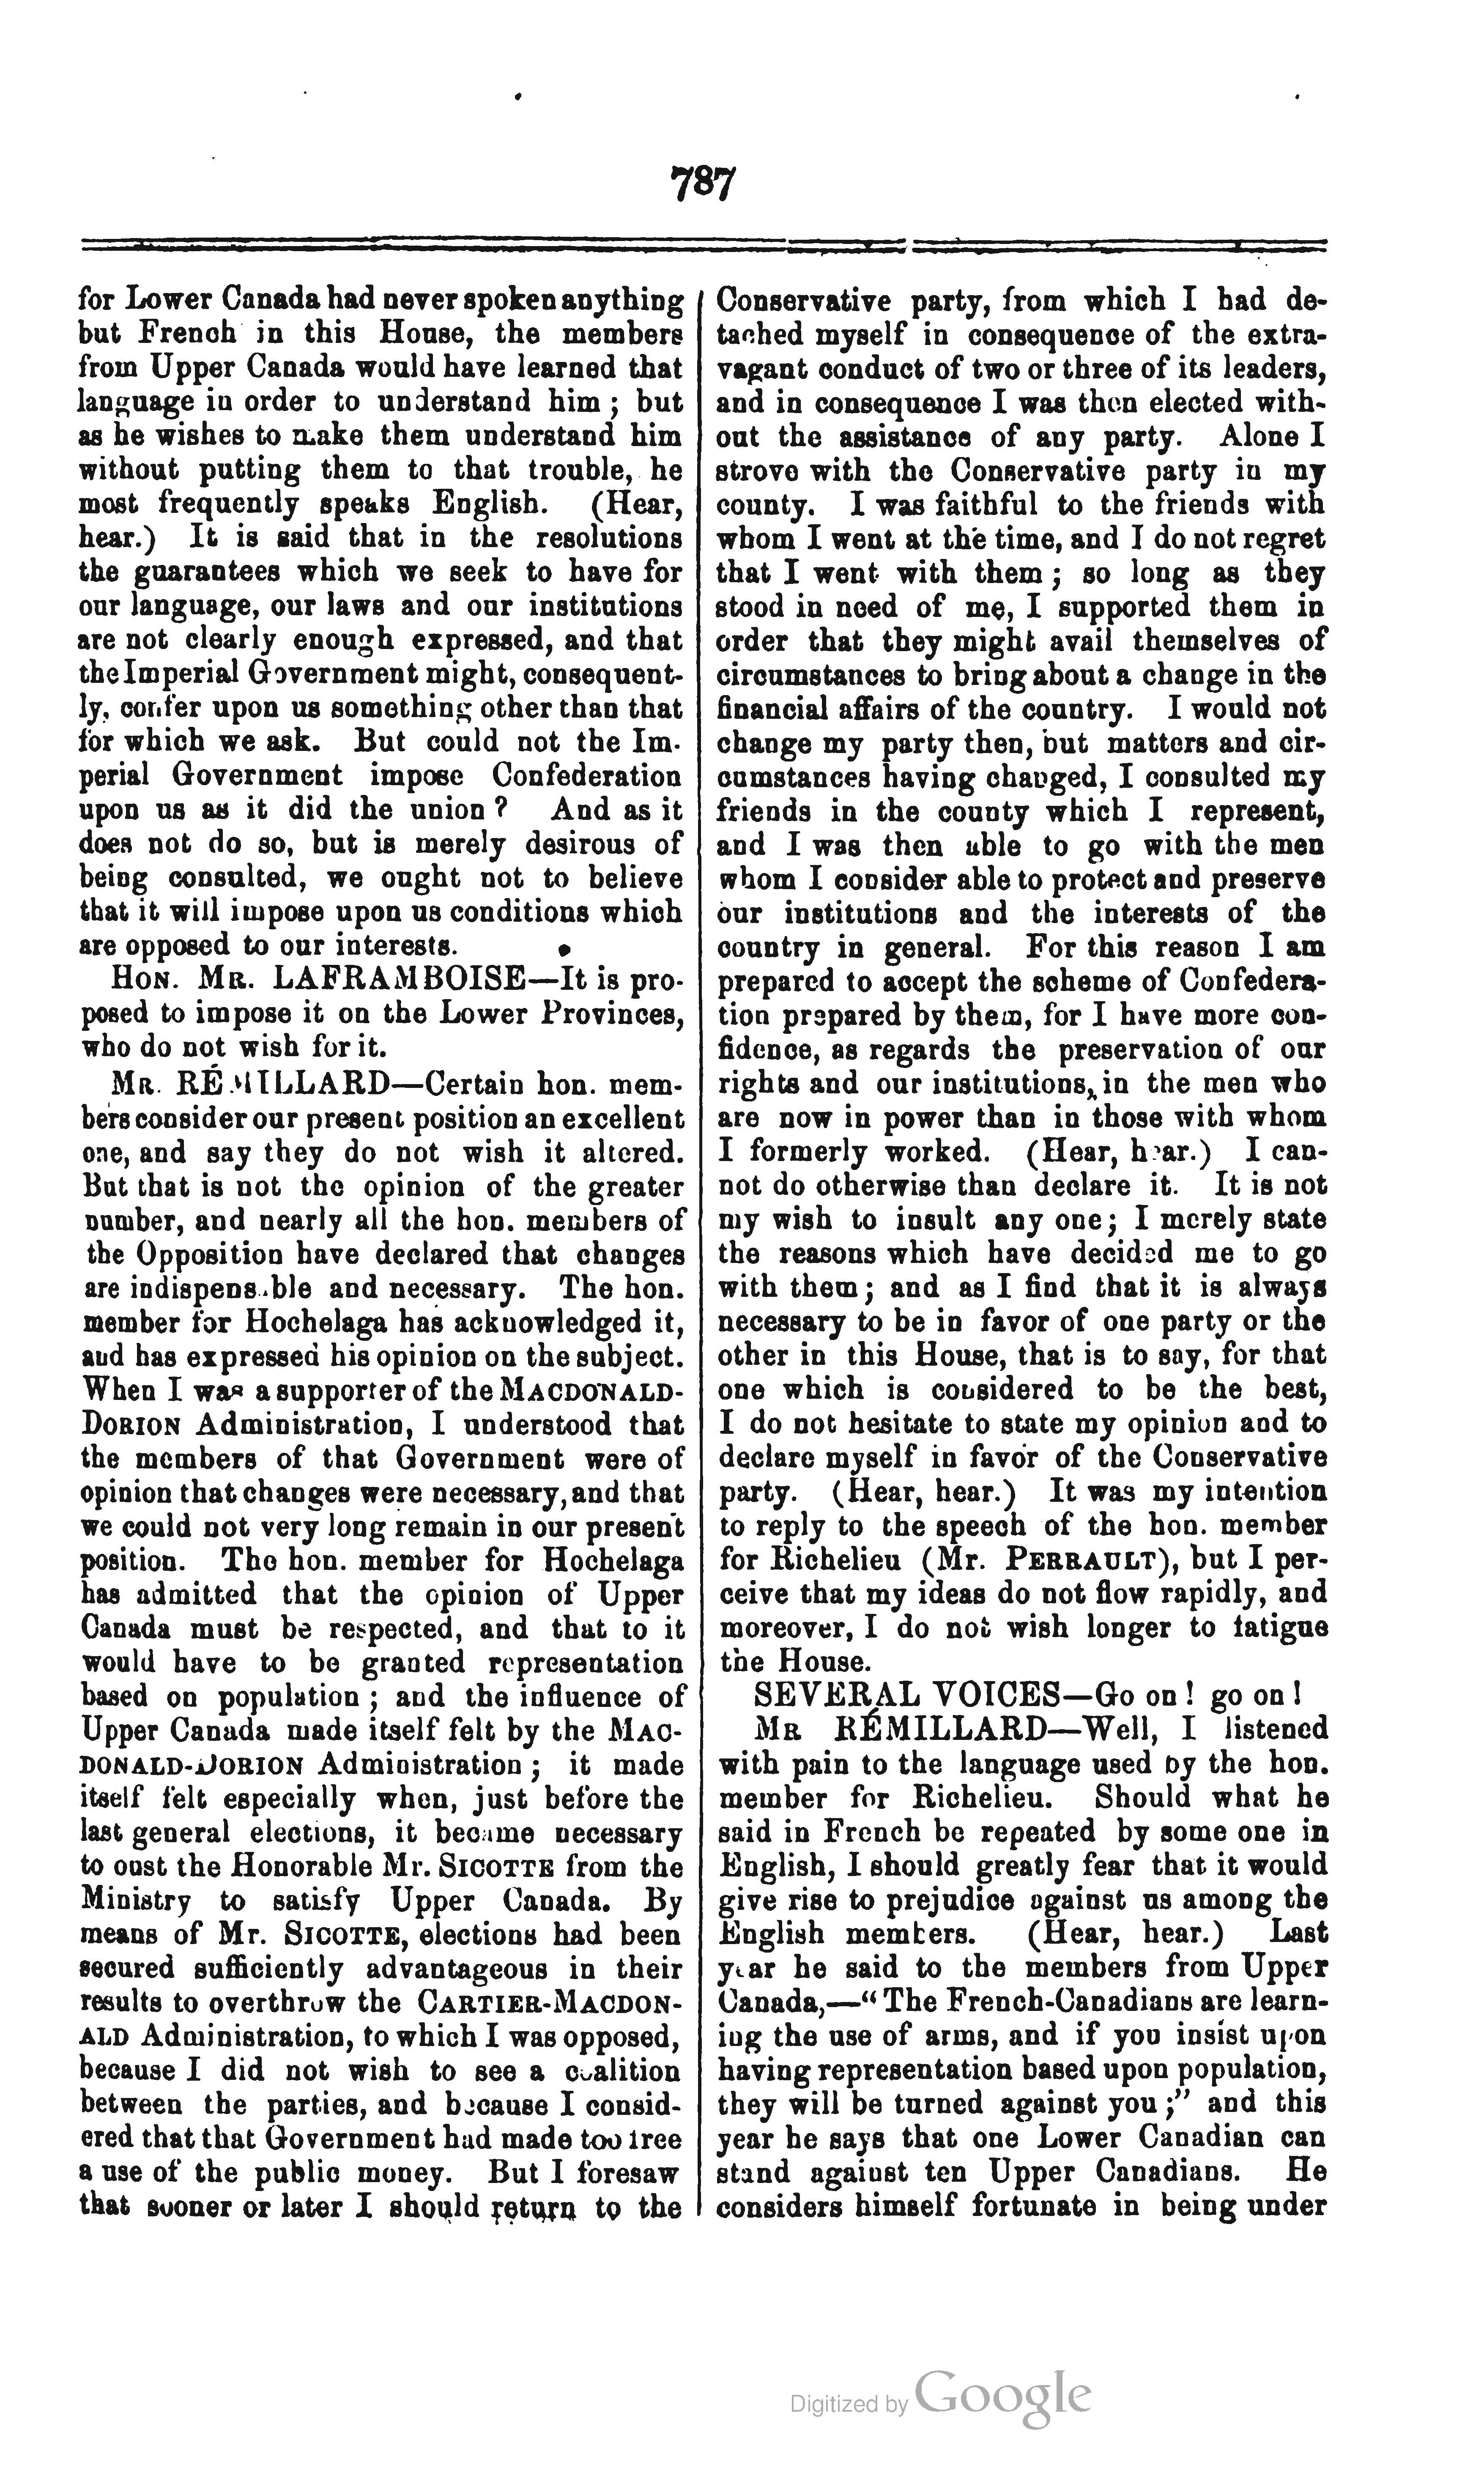 787
for Lower Canada had never spoken anything
but French in this House, the members
from Upper Canada would have learned that
language in order to understand him ; but
as he wishes to make them understand him
without putting them to that trouble, he
most frequently speaks English. (Hear,
hear.) It is said that in the resolutions
the guarantees which we seek to have for
our language, our laws and our institutions
are not clearly enough expressed, and that
the Imperial Government might, consequent-
ly, confer upon us something other than that
for which we ask. But could not the Im-
perial Government impose Confederation
upon us as it did the union ? And as it
does not do so, but is merely desirous of
being consulted, we ought not to believe
that it will impose upon us conditions which
are opposed to our interests.
HON. MR. LAFRAMBOISE—It is pro-
posed to impose it on the Lower Provinces,
who do not wish for it.
MR. RÉMILLARD—Certain hon. mem-
bers consider our present position an excellent
one, and say they do not wish it altered.
But that is not the opinion of the greater
number, and nearly all the hon. members of
the Opposition have declared that changes
are indispensable and necessary. The hon.
member for Hochelaga has acknowledged it,
and has expressed his opinion on the subject.
When I was a supporter of the MACDONALD-
DORION Administration, I understood that
the members of that Government were of
opinion that changes were necessary, and that
we could not very long remain in our present
position. The hon. member for Hochelaga
has admitted that the opinion of Upper
Canada must be respected, and that to it
would have to be granted representation
based on population ; and the influence of
Upper Canada made itself felt by the MAC-
DONALD-DORION Administration ; it made
itself felt especially when, just before the
last general elections, it became necessary
to oust the Honorable Mr. SICOTTE from the
Ministry to satisfy Upper Canada. By
means of Mr. SICOTTE, elections had been
secured sufficiently advantageous in their
results to overthrow the CARTIER-MACDON-
ALD Administration, to which I was opposed,
because I did not wish to see a coalition
between the parties, and because I consid-
ered that that Government had made too free
a use of the public money. But I foresaw
that sooner or later I should return to the
Conservative party, from which I had de-
tached myself in consequence of the extra-
vagant conduct of two or three of its leaders,
and in consequence I was then elected with-
out the assistance of any party. Alone I
strove with the Conservative party in my
county. I was faithful to the friends with
whom I went at the time, and I do not regret
that I went with them ; so long as they
stood in need of me, I supported them in
order that they might avail themselves of
circumstances to bring about a change in the
financial affairs of the country. I would not
change my party then, but matters and cir-
cumstances having changed, I consulted my
friends in the county which I represent,
and I was then able to go with the men
whom I consider able to protect and preserve
our institutions and the interests of the
country in general. For this reason I am
prepared to accept the scheme of Confedera-
tion prepared by them, for I have more con-
fidence, as regards the preservation of our
rights and our institutions, in the men who
are now in power than in those with whom
I formerly worked. (Hear, hear.) I can-
not do otherwise than declare it. It is not
my wish to insult any one; I merely state
the reasons which have decided me to go
with them ; and as I find that it is always
necessary to be in favor of one party or the
other in this House, that is to say, for that
one which is considered to be the best,
I do not hesitate to state my opinion and to
declare myself in favor of the Conservative
party. (Hear, hear.) It was my intention
to reply to the speech of the hon. member
for Richelieu (Mr. PERRAULT), but I per-
ceive that my ideas do not flow rapidly, and
moreover, I do not wish longer to fatigue
the House.
SEVERAL VOICES—Go on ! go on !
MR RÉMILLARD—Well, I listened
with pain to the language used by the hon.
member for Richelieu. Should what he
said in French be repeated by some one in
English, I should greatly fear that it would
give rise to prejudice against us among the
English members. (Hear, hear.) Last
year he said to the members from Upper
Canada,—“ The French-Canadians are learn-
ing the use of arms, and if you insist upon
having representation based upon population,
they will be turned against you ;” and this
year he says that one Lower Canadian can
stand against ten Upper Canadians. He
considers himself fortunate in being under
Digitized by Google